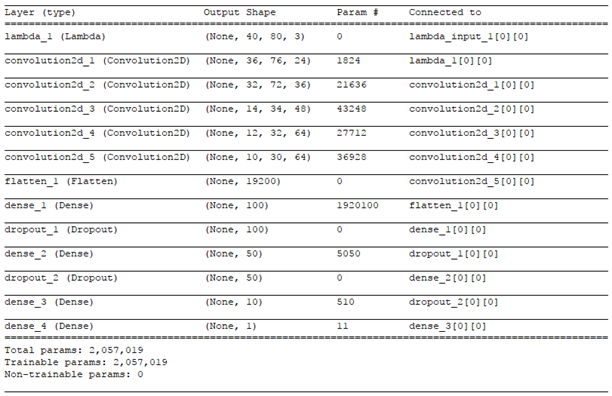 Layer (type) Output Shape Param # Connected to
====================================================================================================
lambda_1 (Lambda) (None, 40, 80, 3) 0 lambda_input_1[0][0]
convolution2d_1 (Convolution2D) (None, 36, 76, 24) 1824 lambda_1[0][0]
convolution2d_2 (Convolution2D) (None, 32, 72, 36) 21636 convolution2d_1[0][0]
convolution2d_3 (Convolution2D) (None, 14, 34, 48) 43248 convolution2d_2[0][0]
convolution2d_4 (Convolution2D) (None, 12, 32, 64) 27712 convolution2d_3[0][0]
convolution2d_5 (Convolution2D) (None, 10, 30, 64) 36928 convolution2d_4[0][0]
flatten_1 (Flatten) (None, 19200) 0 convolution2d_5[0][0]
dense_1 (Dense) (None, 100) 1920100 flatten_1[0][0]
dropout_1 (Dropout) (None, 100) 0 dense_1[0][0]
dense_2 (Dense) (None, 50) 5050 dropout_1[0][0]
dropout_2 (Dropout) (None, 50) 0 dense_2[0][0]
dense_3 (Dense) (None, 10) 510 dropout_2[0][0]
dense_4 (Dense) (None, 1) 11 dense_3[0][0]
====================================================================================================
Total params: 2,057,019
Trainable params: 2,057,019
Non-trainable params: 0